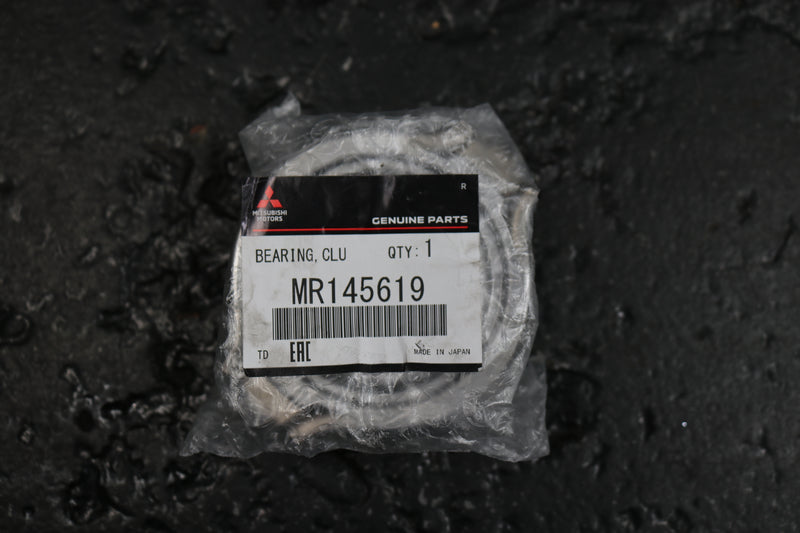 R
MITSUBISHI
MOTORS
GENUINE PARTS
BEARING,CLU QTY:1
MR145619
TD EAC MADE IN JAPAN